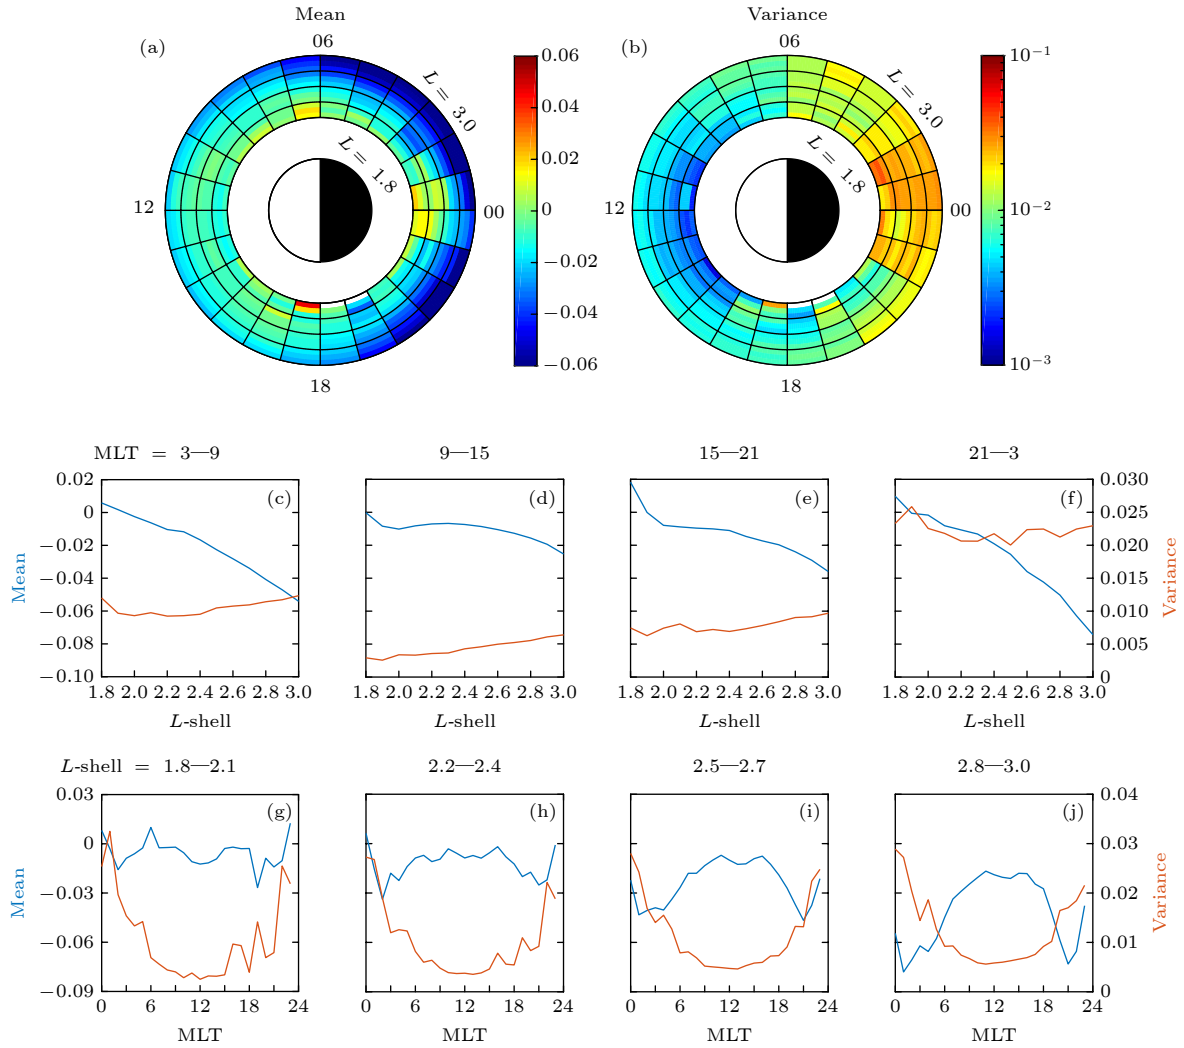 Mean
Variance
(a)
06
L = 3.0
L = 1.8
12
00
18
0.06
0.04
0.02
0
−0.02
−0.04
−0.06
(b)
06
L = 3.0
L = 1.8
12
00
18
10⁻¹
10⁻²
10⁻³
MLT = 3—9
9—15
15—21
21—3
0.02
0
−0.02
−0.04
−0.06
−0.08
−0.10
Mean
(c)
(d)
(e)
(f)
0.030
0.025
0.020
0.015
0.010
0.005
0
Variance
1.8 2.0 2.2 2.4 2.6 2.8 3.0
1.8 2.0 2.2 2.4 2.6 2.8 3.0
1.8 2.0 2.2 2.4 2.6 2.8 3.0
1.8 2.0 2.2 2.4 2.6 2.8 3.0
L-shell
L-shell
L-shell
L-shell
L-shell = 1.8—2.1
2.2—2.4
2.5—2.7
2.8—3.0
0.03
0
−0.03
−0.06
−0.09
Mean
(g)
(h)
(i)
(j)
0.04
0.03
0.02
0.01
0
Variance
0 6 12 18 24
0 6 12 18 24
0 6 12 18 24
0 6 12 18 24
MLT
MLT
MLT
MLT